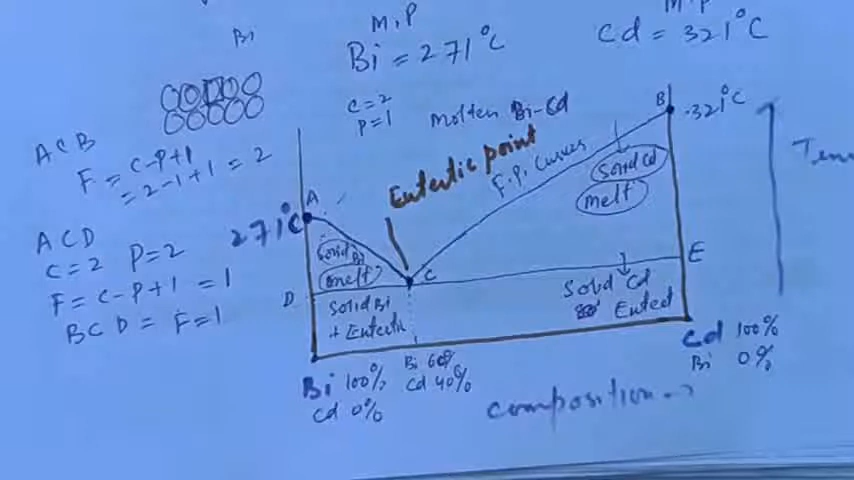 M.P
M.P
Bi
Bi = 271°C
Cd = 321°C
C=2
P=1
Molten Bi-Cd
B
321°C
ACB
F = C-P+1
= 2-1+1 = 2
Eutectic point
F.P. Curves
Solid Cd
melt
A
271°C
ACD
C=2 P=2
F=C-P+1 = 1
BCD = F=1
Solid Bi
melt
C
D
E
Solid Bi
+ Eutectic
Solid Cd
Eutect
Bi 100%
Cd 0%
Bi 60%
Cd 40%
Cd 100%
Bi 0%
composition